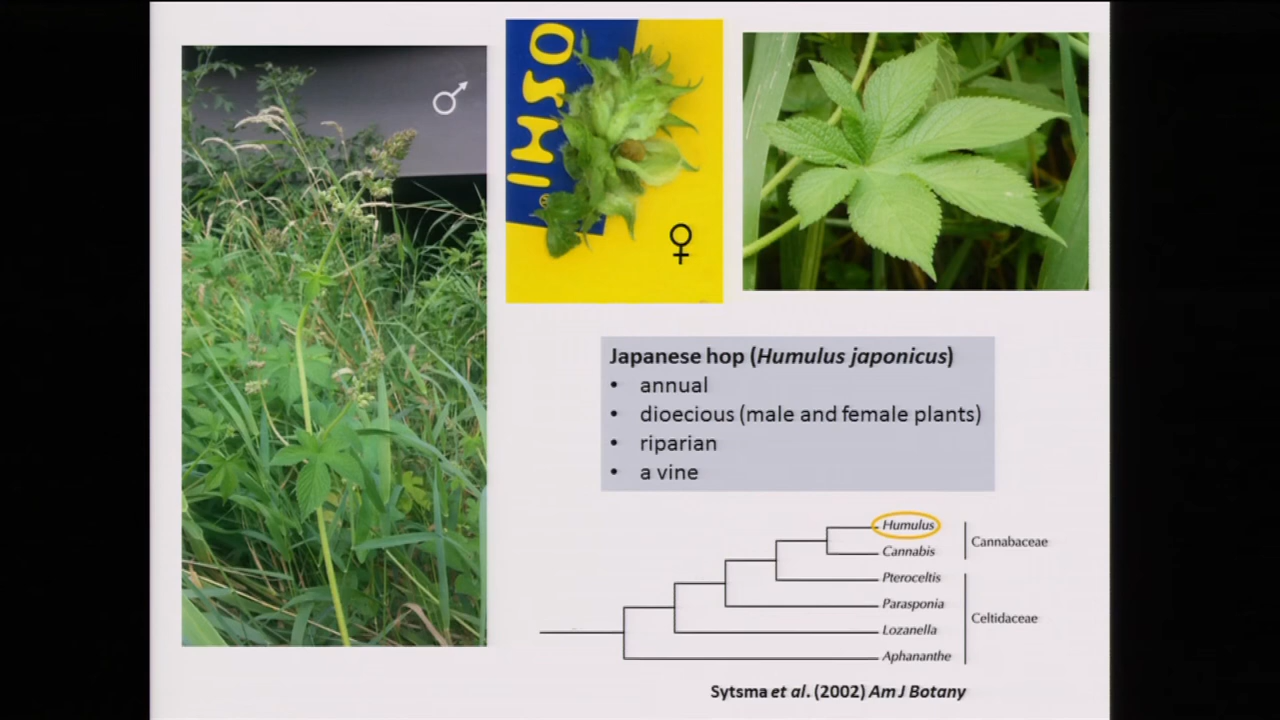 ♂
OSHI
♀
Japanese hop (Humulus japonicus)
• annual
• dioecious (male and female plants)
• riparian
• a vine
Humulus
Cannabis
Cannabaceae
Pteroceltis
Parasponia
Celtidaceae
Lozanella
Aphananthe
Sytsma et al. (2002) Am J Botany